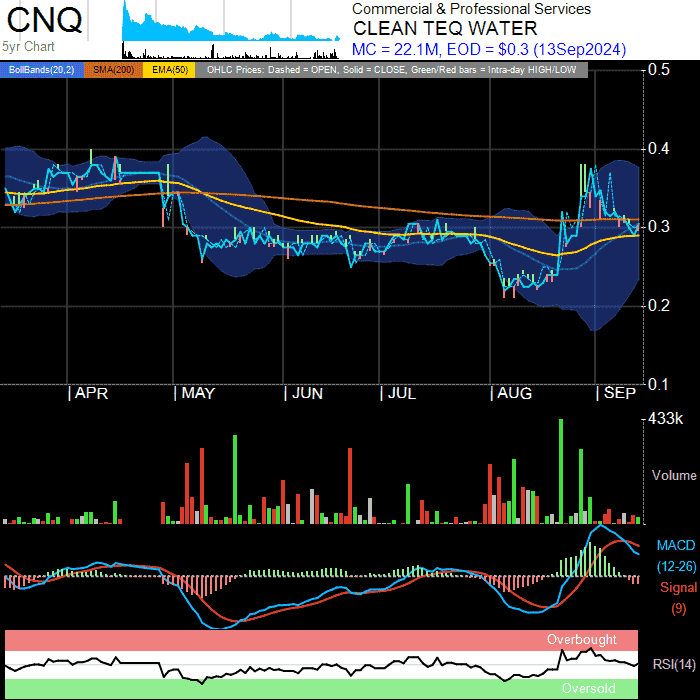 CNQ
5yr Chart
Commercial & Professional Services
CLEAN TEQ WATER
MC = 22.1M, EOD = $0.3 (13Sep2024)
BollBands(20,2) SMA(200) EMA(50) OHLC Prices: Dashed = OPEN, Solid = CLOSE, Green/Red bars = Intra-day HIGH/LOW
0.5
0.4
0.3
0.2
0.1
| APR | MAY | JUN | JUL | AUG | SEP
433k
Volume
MACD
(12-26)
Signal
(9)
Overbought
RSI(14)
Oversold